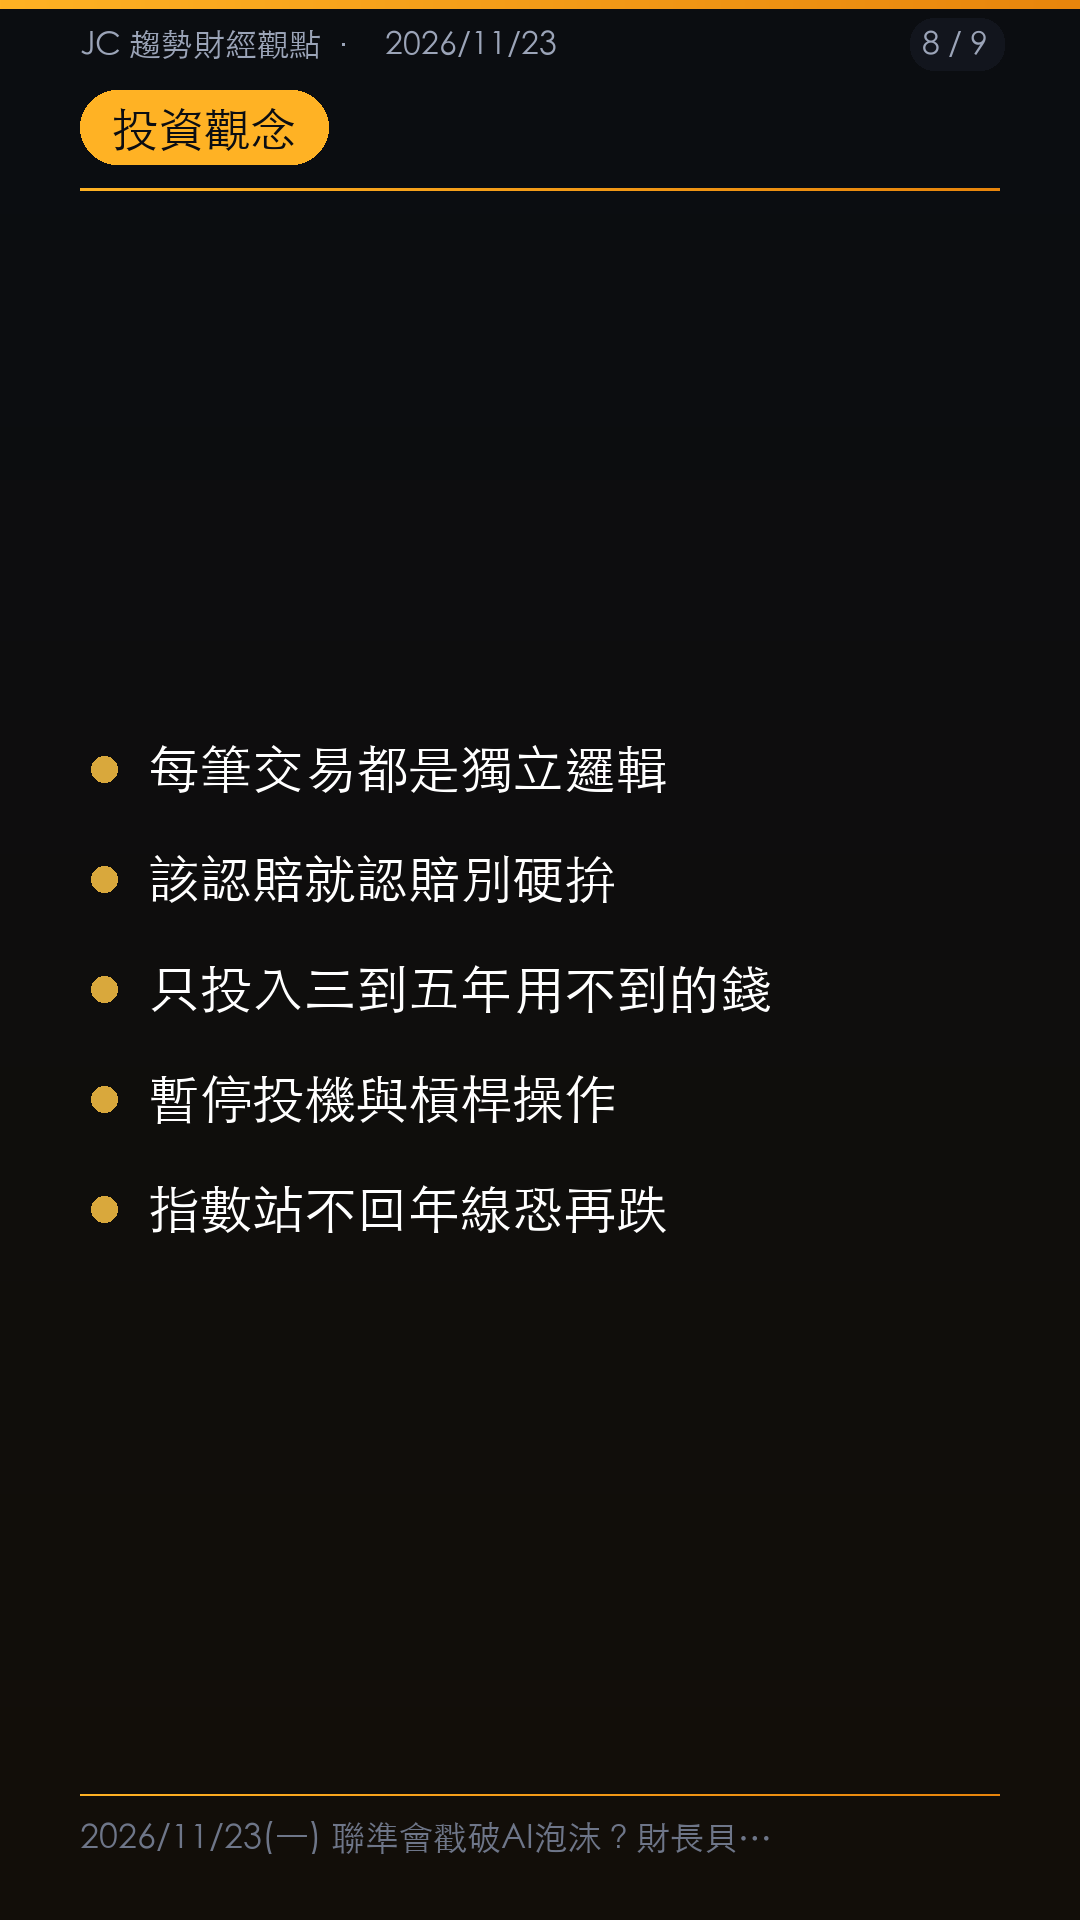 JC 趨勢財經觀點 · 2026/11/23
8 / 9
投資觀念
每筆交易都是獨立邏輯
該認賠就認賠別硬拚
只投入三到五年用不到的錢
暫停投機與槓桿操作
指數站不回年線恐再跌
2026/11/23(一) 聯準會戳破AI泡沫？財長貝⋯